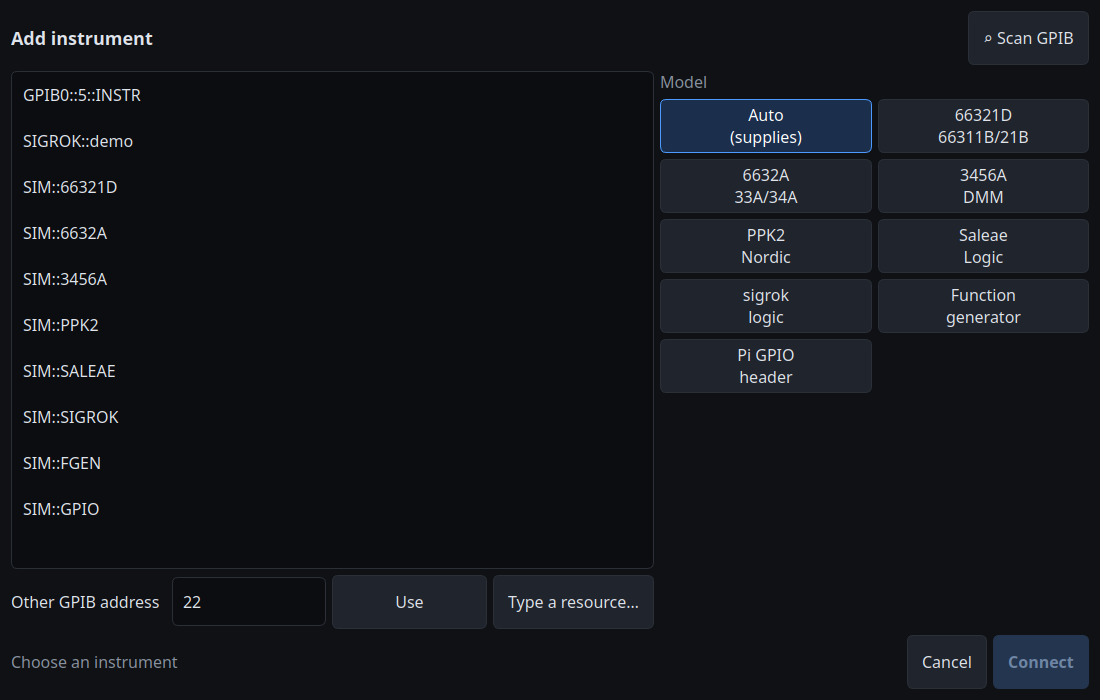 Add instrument
⌕ Scan GPIB
GPIB0::5::INSTR
SIGROK::demo
SIM::66321D
SIM::6632A
SIM::3456A
SIM::PPK2
SIM::SALEAE
SIM::SIGROK
SIM::FGEN
SIM::GPIO
Model
Auto
(supplies)
66321D
66311B/21B
6632A
33A/34A
3456A
DMM
PPK2
Nordic
Saleae
Logic
sigrok
logic
Function
generator
Pi GPIO
header
Other GPIB address
22
Use
Type a resource...
Choose an instrument
Cancel
Connect